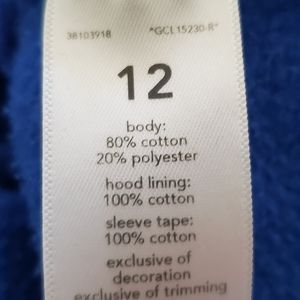 38103918 "GCL15230-R"
12
body:
80% cotton
20% polyester
hood lining:
100% cotton
sleeve tape:
100% cotton
exclusive of
decoration
exclusive of trimming